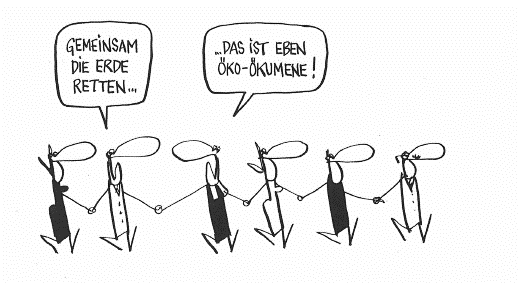 GEMEINSAM
DIE ERDE
RETTEN...
...DAS IST EBEN
ÖKO-ÖKUMENE!